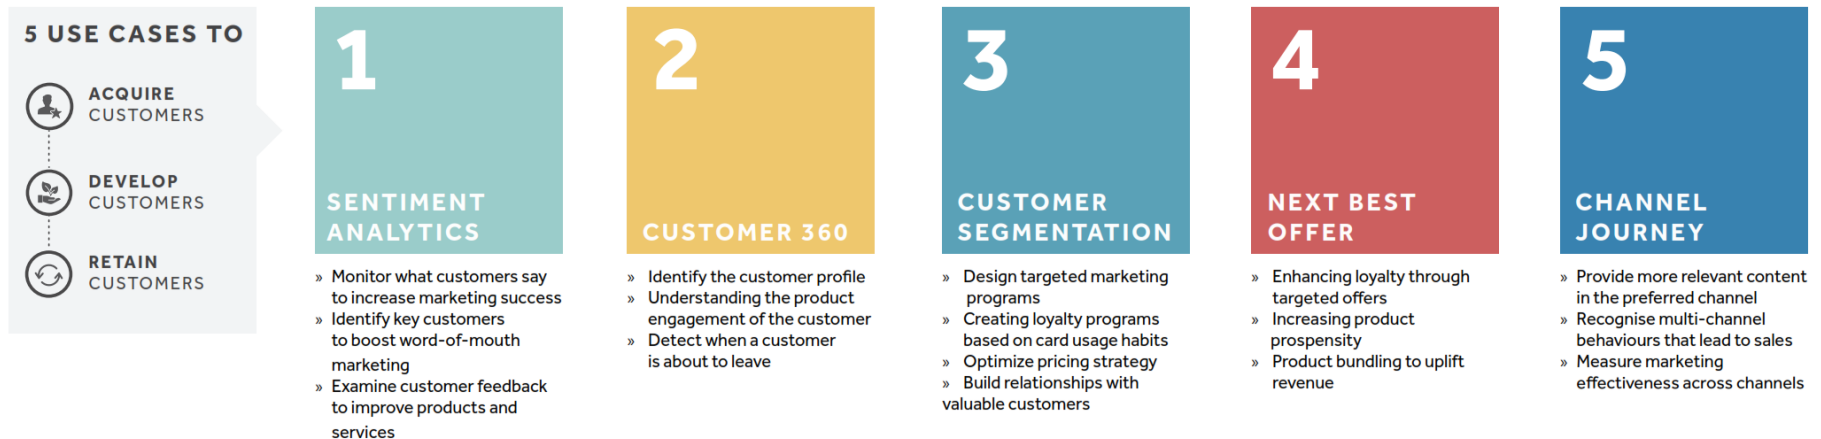 5 USE CASES TO
ACQUIRE
CUSTOMERS
DEVELOP
CUSTOMERS
RETAIN
CUSTOMERS
1
SENTIMENT
ANALYTICS
» Monitor what customers say
to increase marketing success
» Identify key customers
to boost word-of-mouth
marketing
» Examine customer feedback
to improve products and
services
2
CUSTOMER 360
» Identify the customer profile
» Understanding the product
engagement of the customer
» Detect when a customer
is about to leave
3
CUSTOMER
SEGMENTATION
» Design targeted marketing
programs
» Creating loyalty programs
based on card usage habits
» Optimize pricing strategy
» Build relationships with
valuable customers
4
NEXT BEST
OFFER
» Enhancing loyalty through
targeted offers
» Increasing product
prospensity
» Product bundling to uplift
revenue
5
CHANNEL
JOURNEY
» Provide more relevant content
in the preferred channel
» Recognise multi-channel
behaviours that lead to sales
» Measure marketing
effectiveness across channels